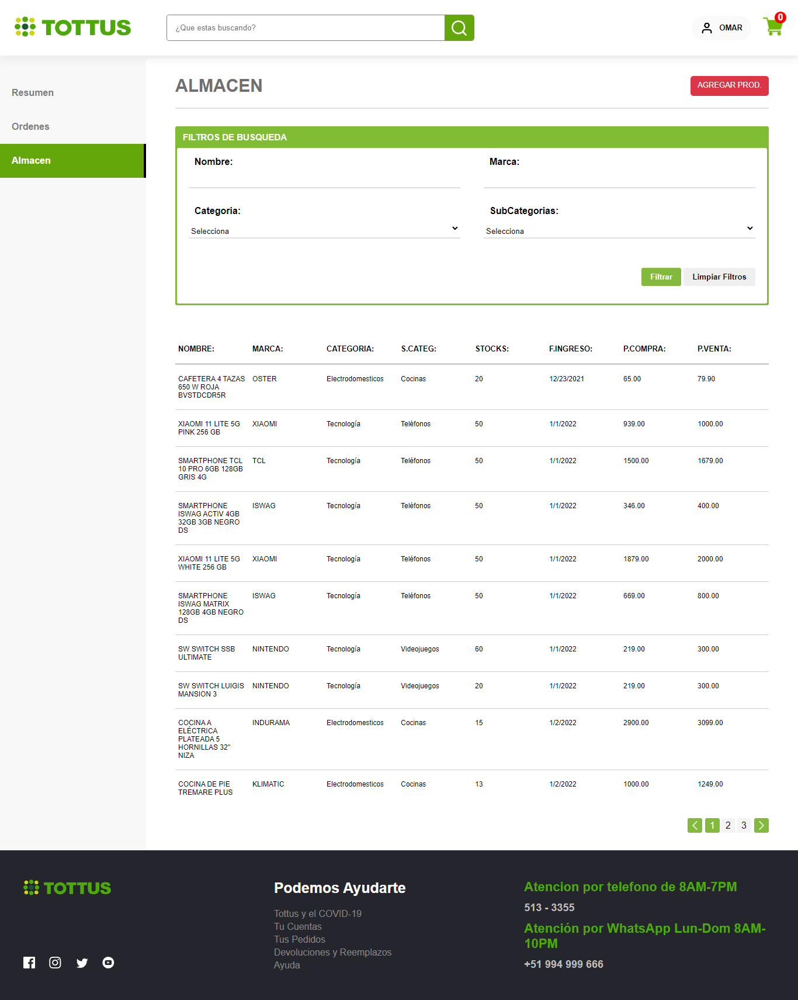 TOTTUS
¿Que estas buscando?
OMAR
0
Resumen
Ordenes
Almacen
ALMACEN
AGREGAR PROD.
FILTROS DE BUSQUEDA
Nombre:
Marca:
Categoria:
SubCategorias:
Selecciona
Selecciona
Filtrar
Limpiar Filtros
NOMBRE: MARCA: CATEGORIA: S.CATEG: STOCKS: F.INGRESO: P.COMPRA: P.VENTA:
CAFETERA 4 TAZAS OSTER Electrodomesticos Cocinas 20 12/23/2021 65.00 79.90
650 W ROJA
BVSTDCDR5R
XIAOMI 11 LITE 5G XIAOMI Tecnología Teléfonos 50 1/1/2022 939.00 1000.00
PINK 256 GB
SMARTPHONE TCL TCL Tecnología Teléfonos 50 1/1/2022 1500.00 1679.00
10 PRO 6GB 128GB
GRIS 4G
SMARTPHONE ISWAG Tecnología Teléfonos 50 1/1/2022 346.00 400.00
ISWAG ACTIV 4GB
32GB 3GB NEGRO
DS
XIAOMI 11 LITE 5G XIAOMI Tecnología Teléfonos 50 1/1/2022 1879.00 2000.00
WHITE 256 GB
SMARTPHONE ISWAG Tecnología Teléfonos 50 1/1/2022 669.00 800.00
ISWAG MATRIX
128GB 4GB NEGRO
DS
SW SWITCH SSB NINTENDO Tecnología Videojuegos 60 1/1/2022 219.00 300.00
ULTIMATE
SW SWITCH LUIGIS NINTENDO Tecnología Videojuegos 20 1/1/2022 219.00 300.00
MANSION 3
COCINA A INDURAMA Electrodomesticos Cocinas 15 1/2/2022 2900.00 3099.00
ELÉCTRICA
PLATEADA 5
HORNILLAS 32"
NIZA
COCINA DE PIE KLIMATIC Electrodomesticos Cocinas 13 1/2/2022 1000.00 1249.00
TREMARE PLUS
1 2 3
TOTTUS
Podemos Ayudarte
Tottus y el COVID-19
Tu Cuentas
Tus Pedidos
Devoluciones y Reemplazos
Ayuda
Atencion por telefono de 8AM-7PM
513 - 3355
Atención por WhatsApp Lun-Dom 8AM-
10PM
+51 994 999 666